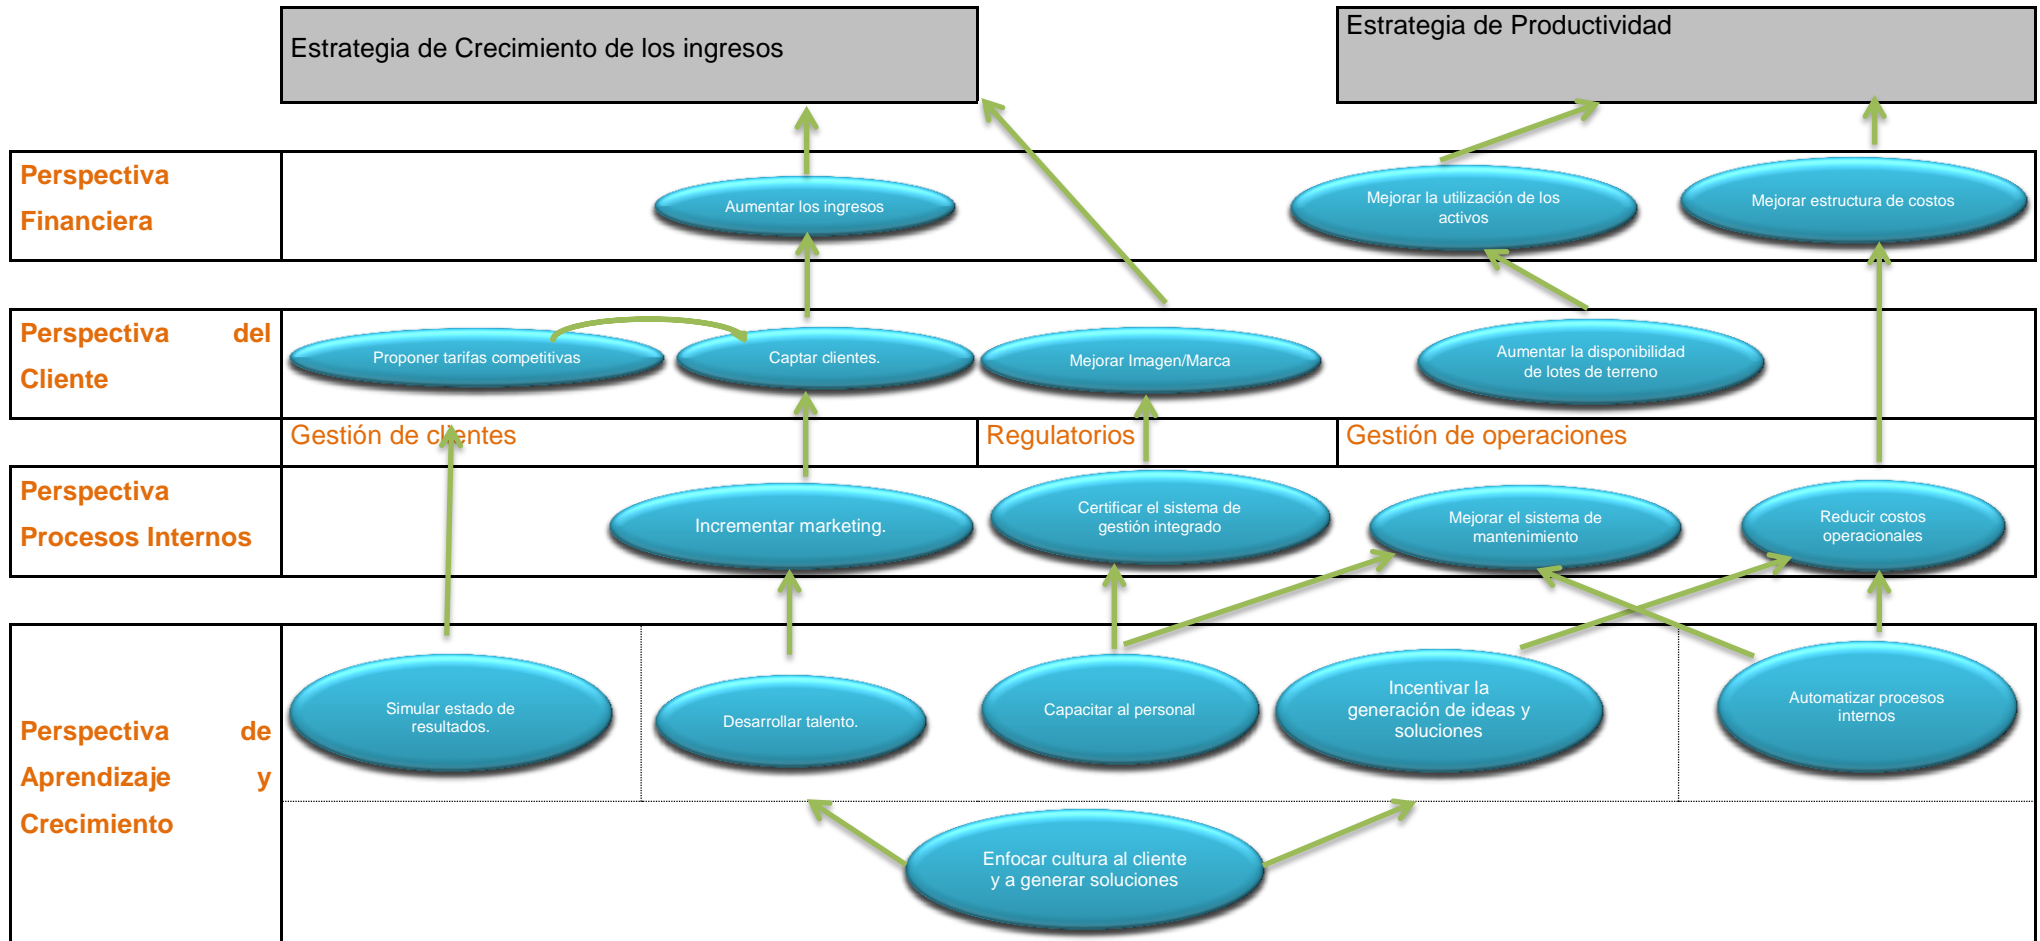 Estrategia de Crecimiento de los ingresos
Estrategia de Productividad
Perspectiva
Financiera
Aumentar los ingresos
Mejorar la utilización de los
activos
Mejorar estructura de costos
Perspectiva del
Cliente
Proponer tarifas competitivas
Captar clientes.
Mejorar Imagen/Marca
Aumentar la disponibilidad
de lotes de terreno
Gestión de clientes
Regulatorios
Gestión de operaciones
Perspectiva
Procesos Internos
Incrementar marketing.
Certificar el sistema de
gestión integrado
Mejorar el sistema de
mantenimiento
Reducir costos
operacionales
Perspectiva de
Aprendizaje y
Crecimiento
Simular estado de
resultados.
Desarrollar talento.
Capacitar al personal
Incentivar la
generación de ideas y
soluciones
Automatizar procesos
internos
Enfocar cultura al cliente
y a generar soluciones